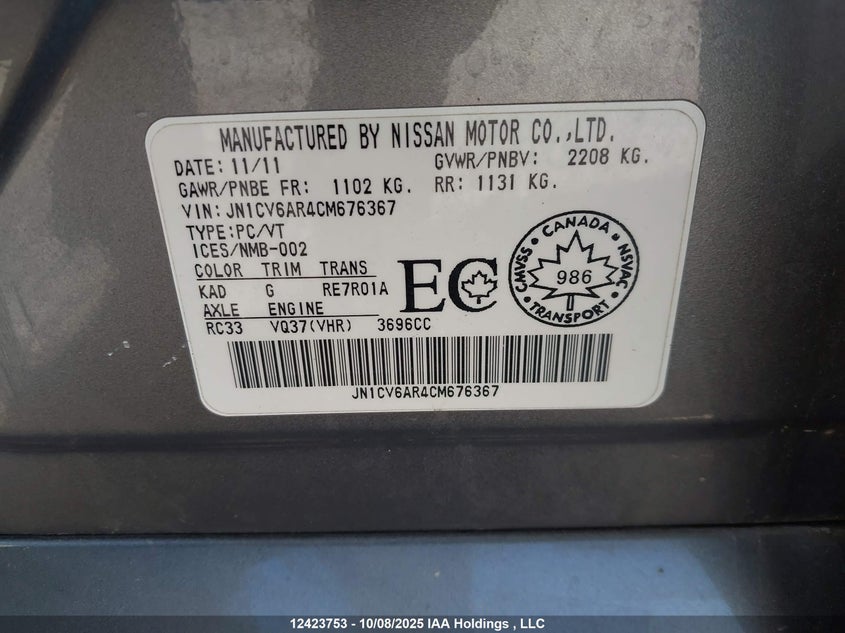 MANUFACTURED BY NISSAN MOTOR CO.,LTD.
DATE: 11/11 GVWR/PNBV: 2208 KG.
GAWR/PNBE FR: 1102 KG. RR: 1131 KG.
VIN: JN1CV6AR4CM676367
TYPE:PC/VT
ICES/NMB-002
COLOR TRIM TRANS
KAD G RE7R01A
AXLE ENGINE
RC33 VQ37(VHR) 3696CC
EC
CANADA
CMVSS 986 NSVAC
TRANSPORT
JN1CV6AR4CM676367
12423753 - 10/08/2025 IAA Holdings , LLC